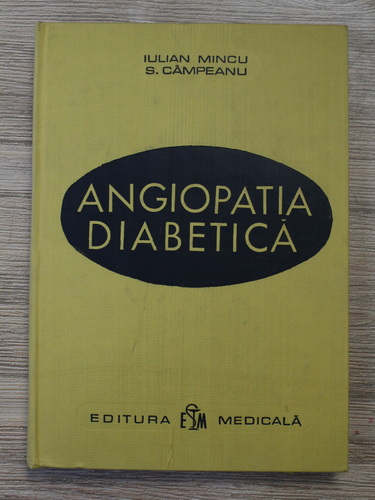 IULIAN MINCU
S. CÂMPEANU
ANGIOPATIA
DIABETICĂ
EDITURA EM MEDICALĂ